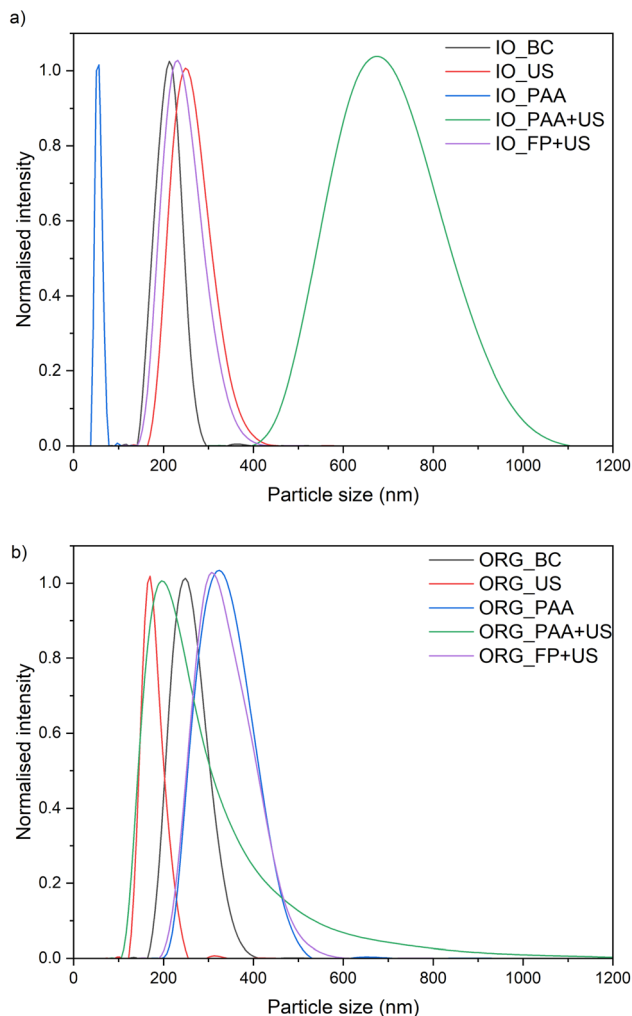 a)
IO_BC
IO_US
IO_PAA
IO_PAA+US
IO_FP+US
Normalised intensity
1.0
0.8
0.6
0.4
0.2
0.0
0 200 400 600 800 1000 1200
Particle size (nm)
b)
ORG_BC
ORG_US
ORG_PAA
ORG_PAA+US
ORG_FP+US
Normalised intensity
1.0
0.8
0.6
0.4
0.2
0.0
0 200 400 600 800 1000 1200
Particle size (nm)